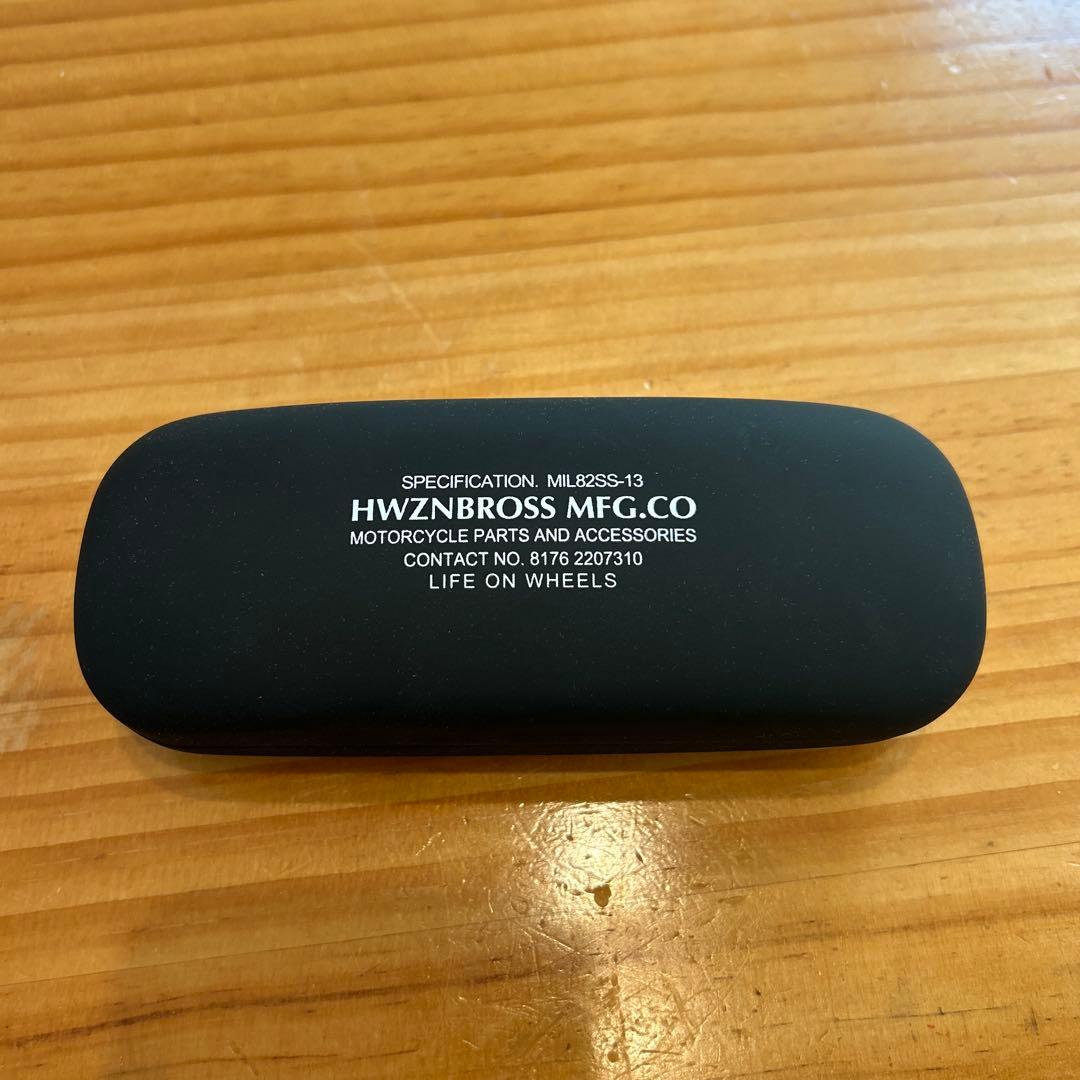 SPECIFICATION. MIL82SS-13
HWZNBROSS MFG.CO
MOTORCYCLE PARTS AND ACCESSORIES
CONTACT NO. 8176 2207310
LIFE ON WHEELS